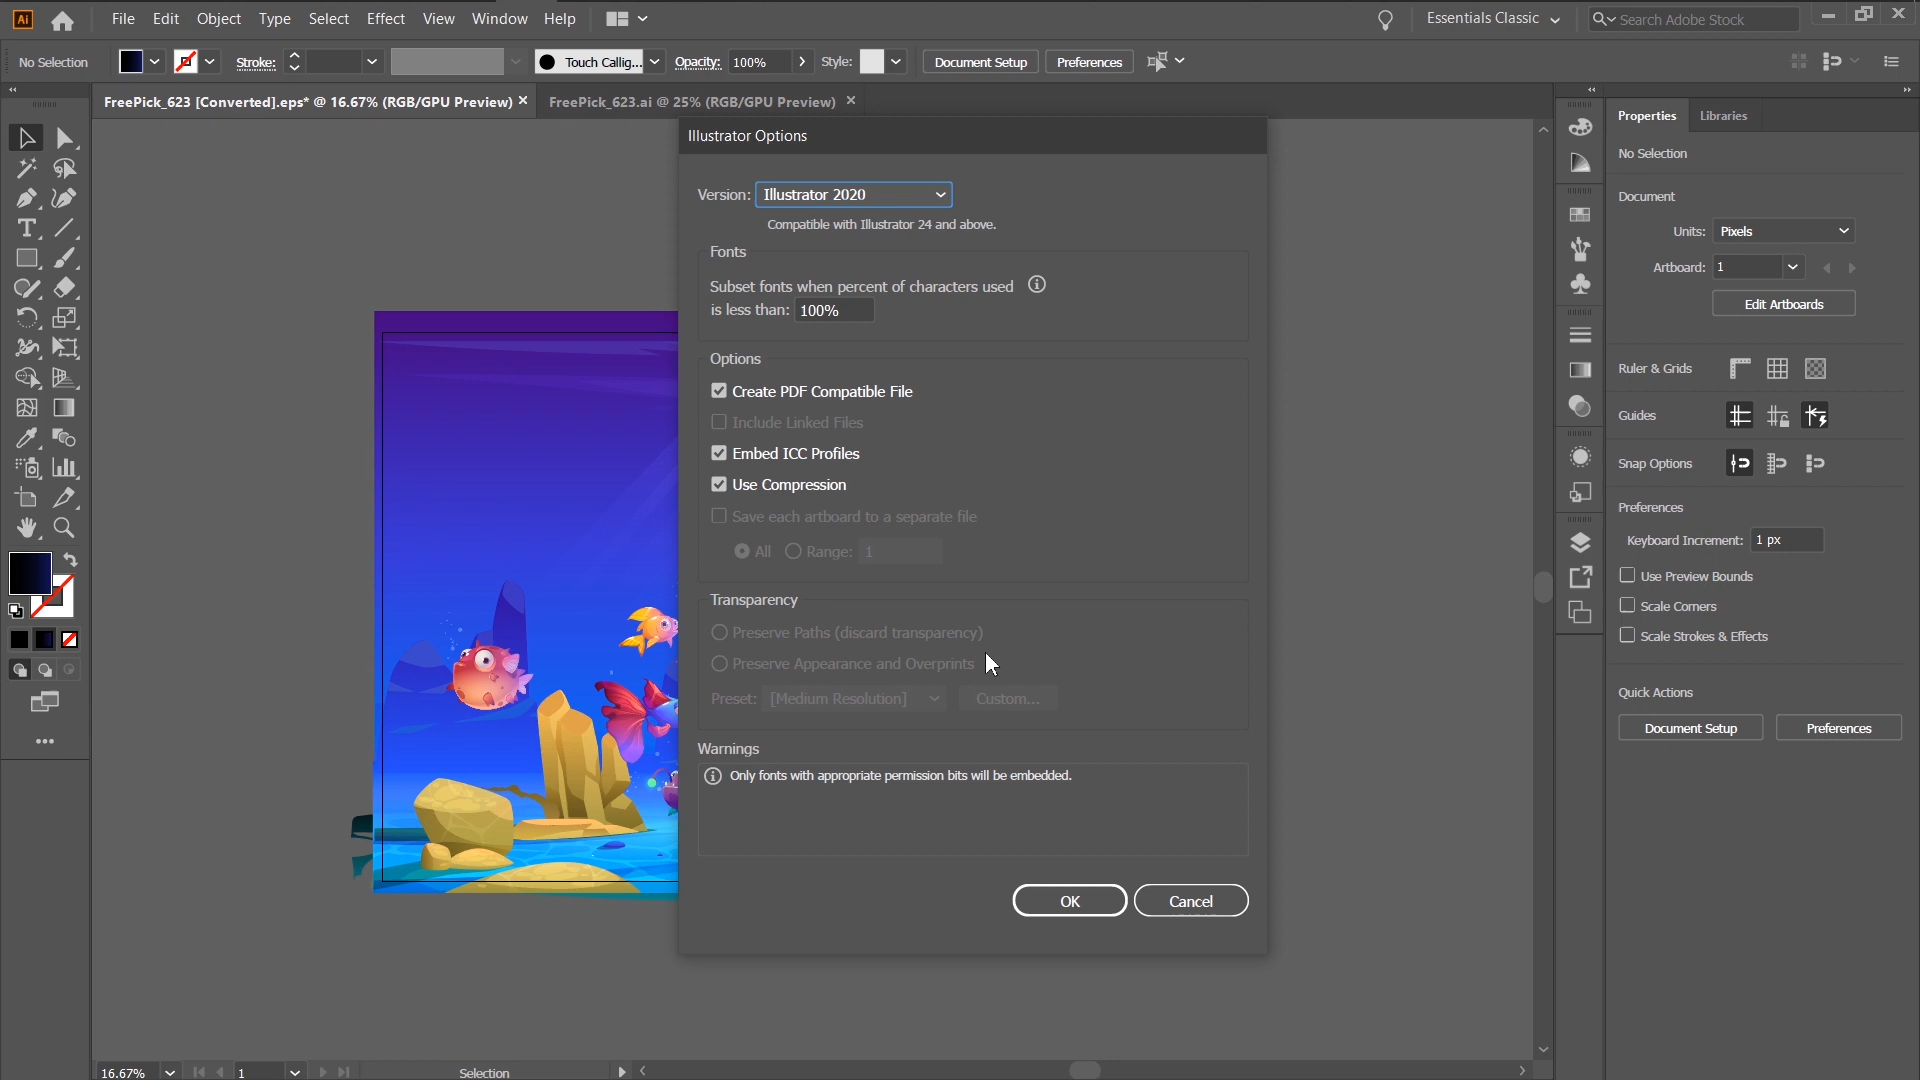 Ai File Edit Object Type Select Effect View Window Help Essentials Classic Search Adobe Stock
No Selection Stroke: Touch Callig... Opacity: 100% Style: Document Setup Preferences
FreePick_623 [Converted].eps* @ 16.67% (RGB/GPU Preview) FreePick_623.ai @ 25% (RGB/GPU Preview)
Illustrator Options
Version: Illustrator 2020
Compatible with Illustrator 24 and above.
Fonts
Subset fonts when percent of characters used
is less than: 100%
Options
Create PDF Compatible File
Include Linked Files
Embed ICC Profiles
Use Compression
Save each artboard to a separate file
All Range: 1
Transparency
Preserve Paths (discard transparency)
Preserve Appearance and Overprints
Preset: [Medium Resolution] Custom...
Warnings
Only fonts with appropriate permission bits will be embedded.
OK Cancel
Properties Libraries
No Selection
Document
Units: Pixels
Artboard: 1
Edit Artboards
Ruler & Grids
Guides
Snap Options
Preferences
Keyboard Increment: 1 px
Use Preview Bounds
Scale Corners
Scale Strokes & Effects
Quick Actions
Document Setup Preferences
16.67% 1 Selection